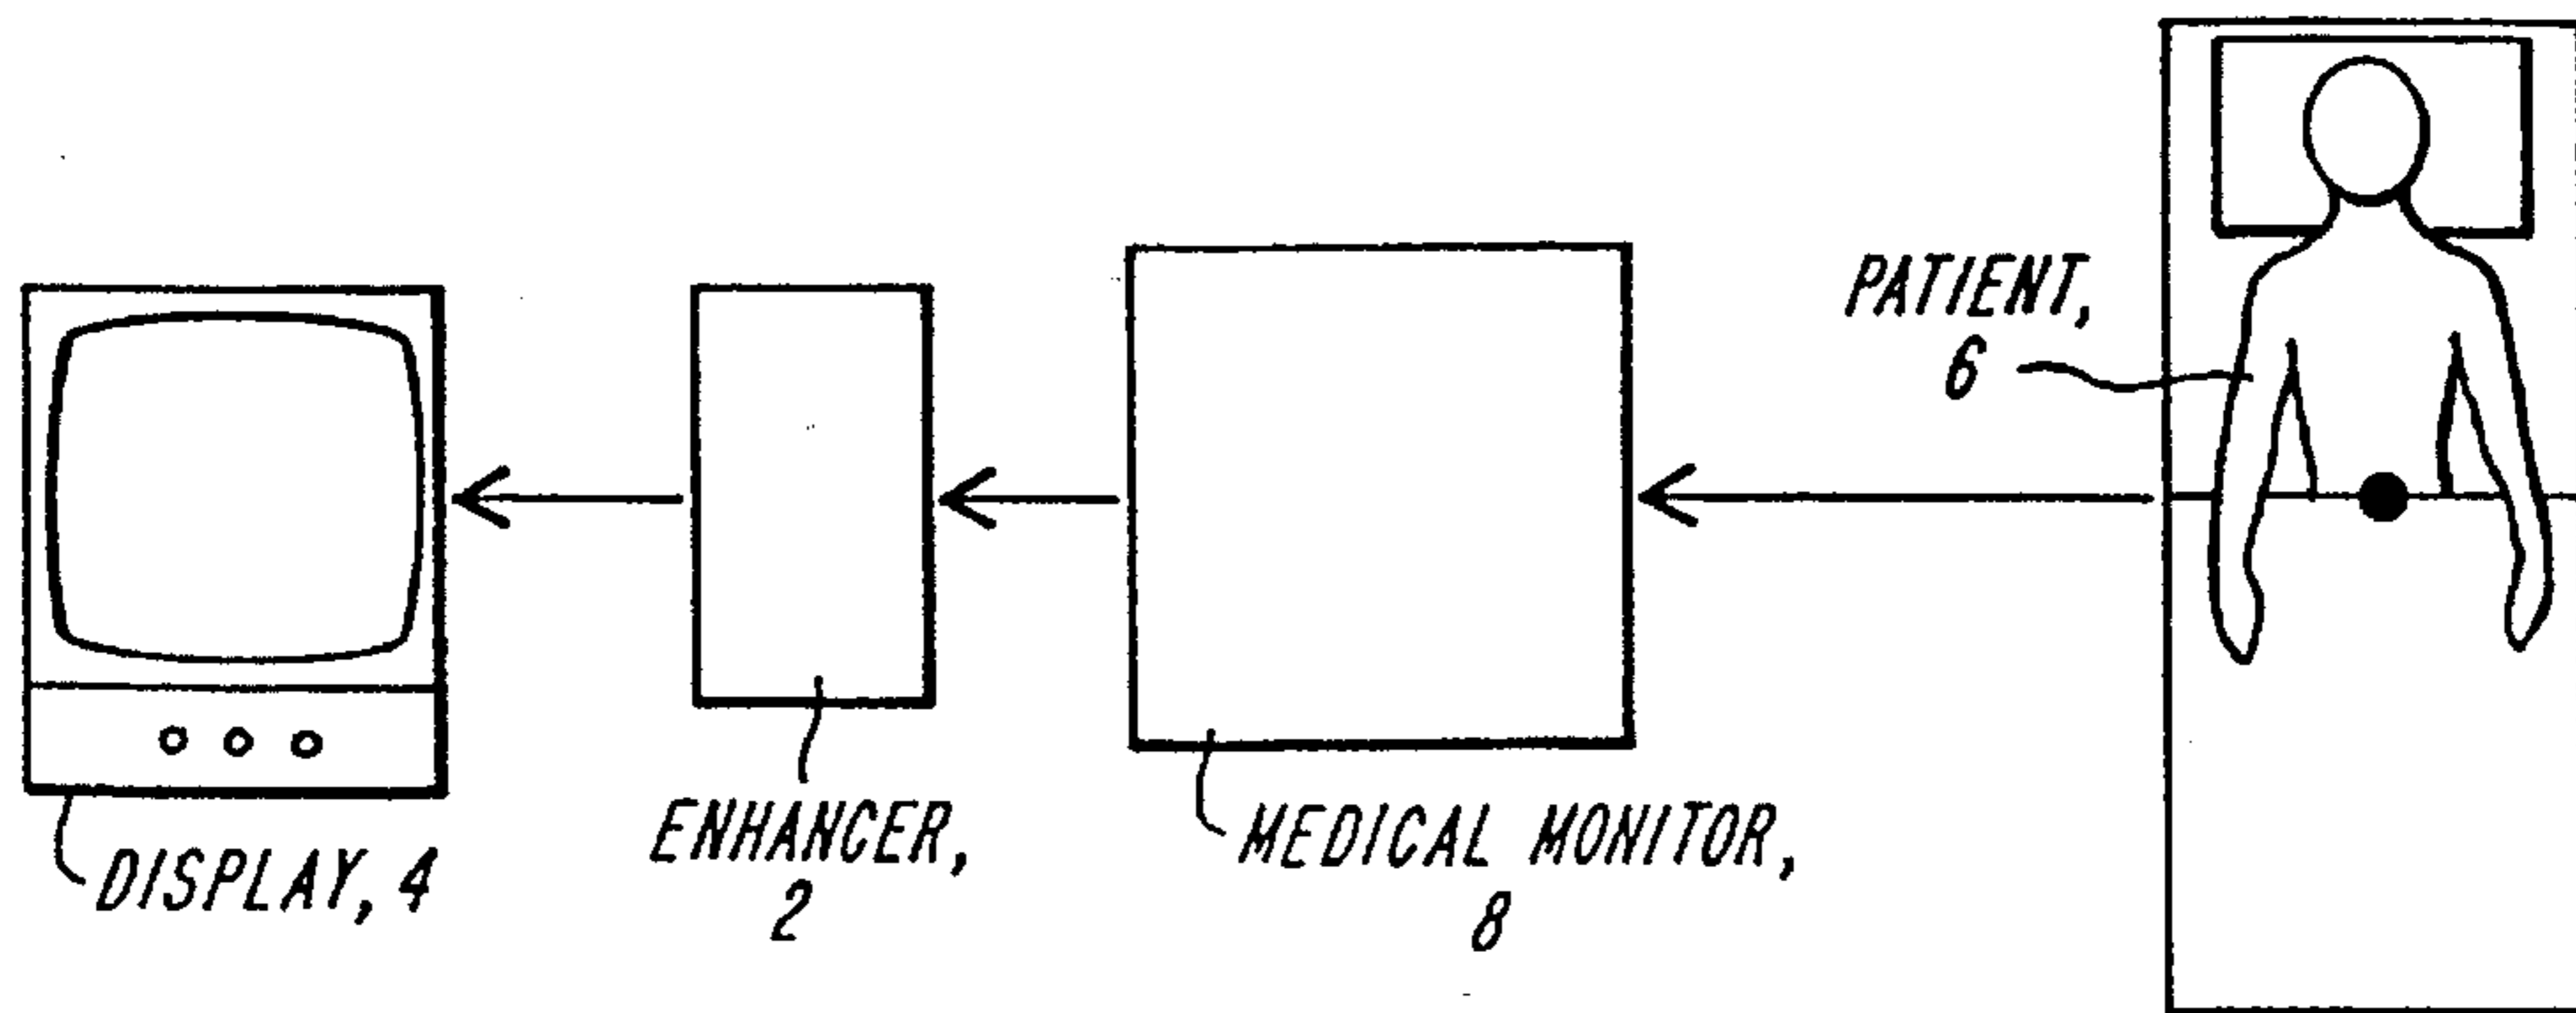 PATIENT,
6
DISPLAY, 4
ENHANCER,
2
MEDICAL MONITOR,
8